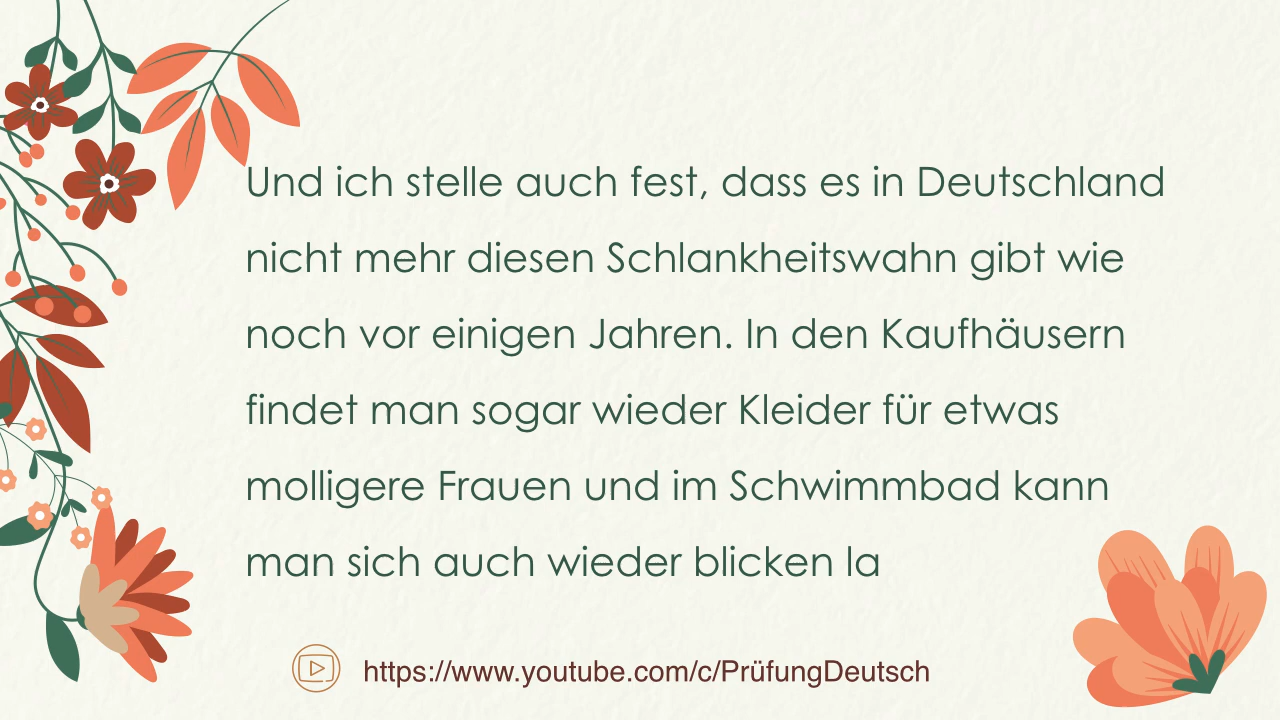 Und ich stelle auch fest, dass es in Deutschland
nicht mehr diesen Schlankheitswahn gibt wie
noch vor einigen Jahren. In den Kaufhäusern
findet man sogar wieder Kleider für etwas
molligere Frauen und im Schwimmbad kann
man sich auch wieder blicken la
https://www.youtube.com/c/PrüfungDeutsch